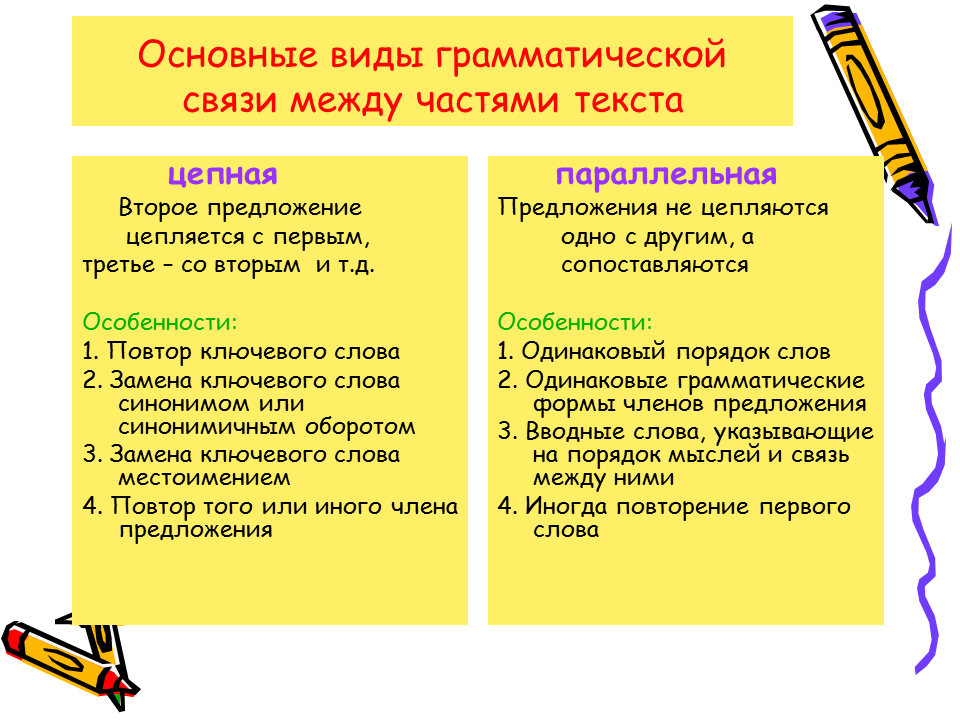 Основные виды грамматической
связи между частями текста
цепная
Второе предложение
цепляется с первым,
третье – со вторым и т.д.
Особенности:
1. Повтор ключевого слова
2. Замена ключевого слова
синонимом или
синонимичным оборотом
3. Замена ключевого слова
местоимением
4. Повтор того или иного члена
предложения
параллельная
Предложения не цепляются
одно с другим, а
сопоставляются
Особенности:
1. Одинаковый порядок слов
2. Одинаковые грамматические
формы членов предложения
3. Вводные слова, указывающие
на порядок мыслей и связь
между ними
4. Иногда повторение первого
слова